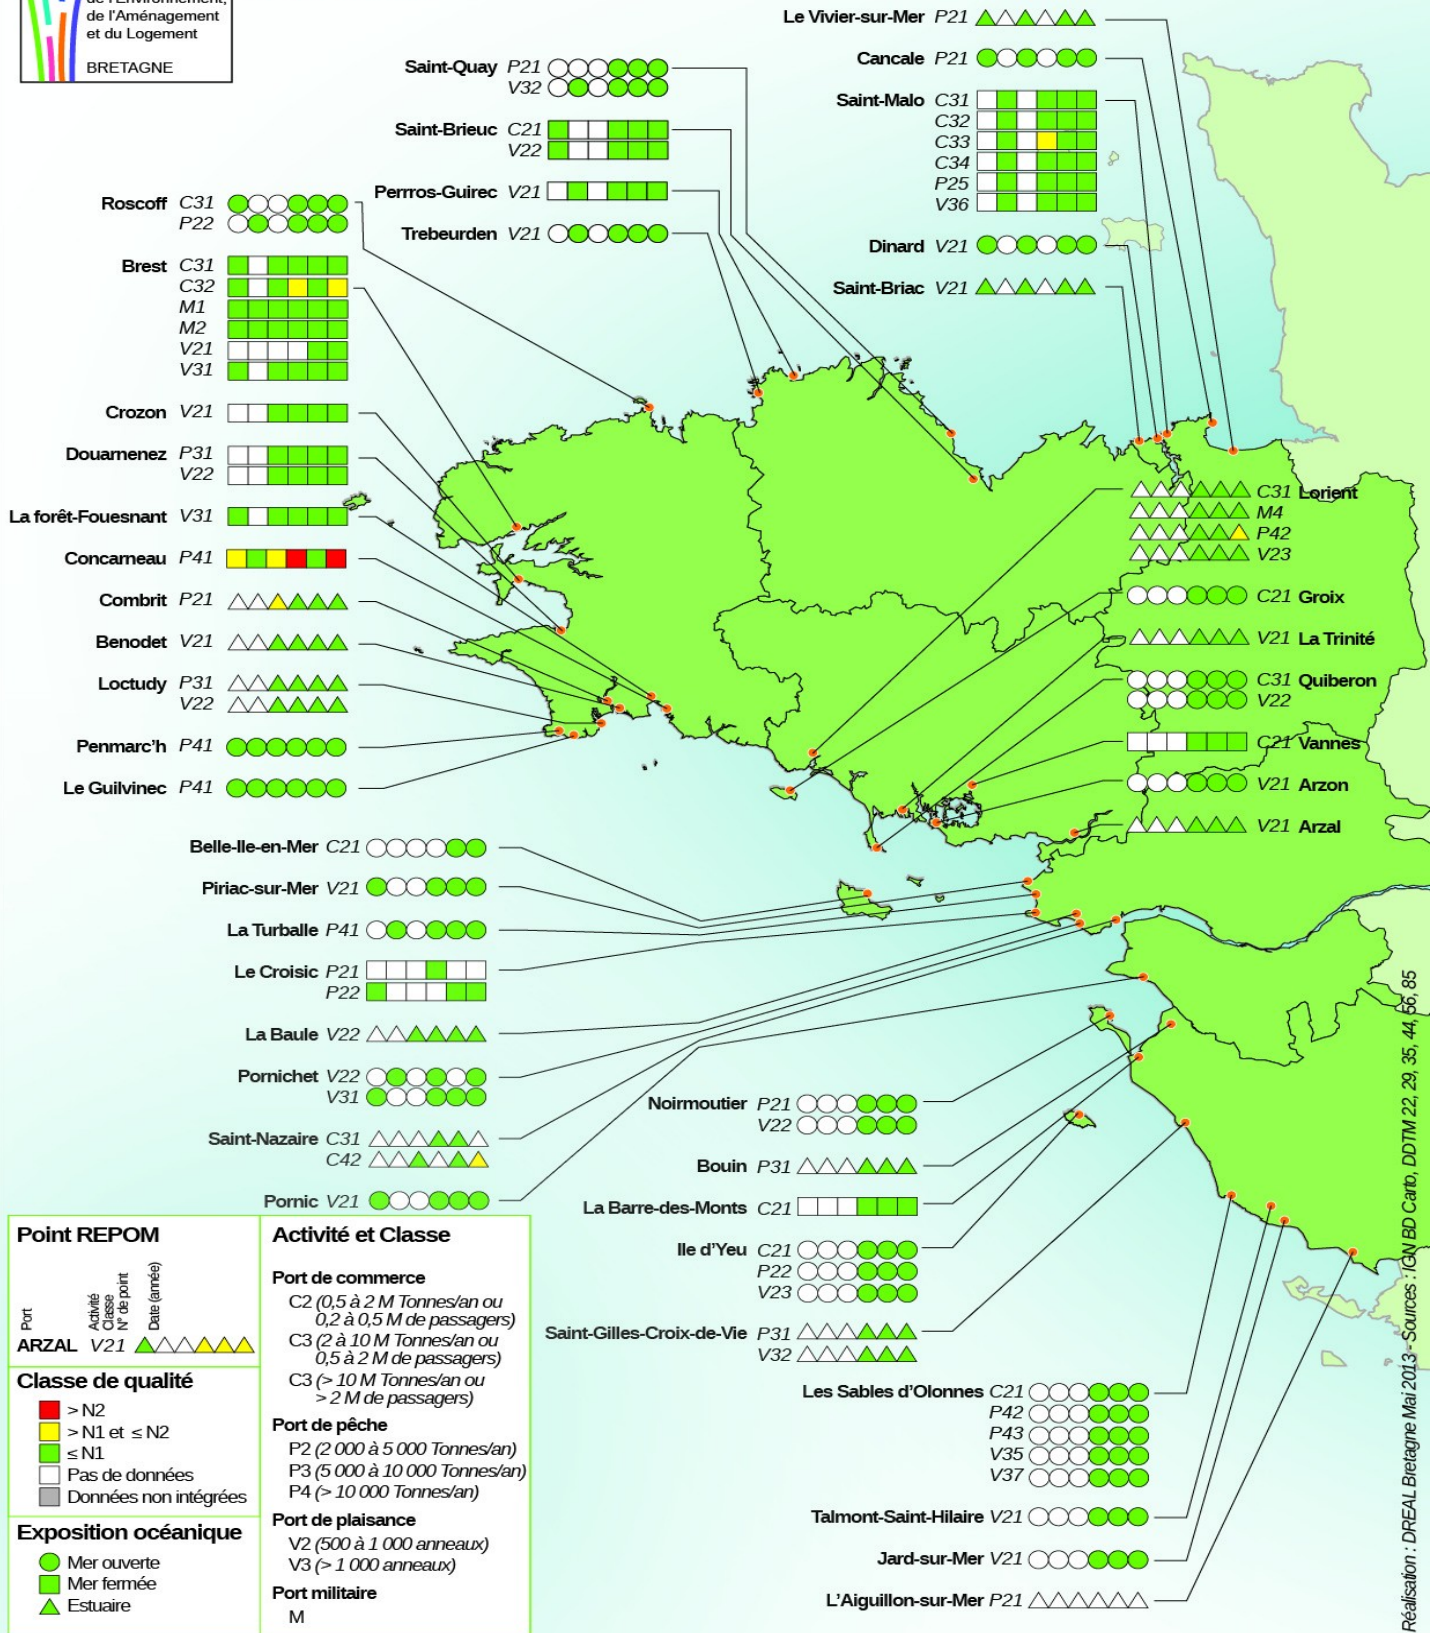 de l'Environnement,
de l'Aménagement
et du Logement
BRETAGNE
Saint-Quay P21
V32
Saint-Brieuc C21
V22
Perrros-Guirec V21
Trebeurden V21
Le Vivier-sur-Mer P21
Cancale P21
Saint-Malo C31
C32
C33
C34
P25
V36
Dinard V21
Saint-Briac V21
Roscoff C31
P22
Brest C31
C32
M1
M2
V21
V31
Crozon V21
Douarnenez P31
V22
La forêt-Fouesnant V31
Concarneau P41
Combrit P21
Benodet V21
Loctudy P31
V22
Penmarc'h P41
Le Guilvinec P41
C31 Lorient
M4
P42
V23
C21 Groix
V21 La Trinité
C31 Quiberon
V22
C21 Vannes
V21 Arzon
V21 Arzal
Belle-Ile-en-Mer C21
Piriac-sur-Mer V21
La Turballe P41
Le Croisic P21
P22
La Baule V22
Pornichet V22
V31
Saint-Nazaire C31
C42
Pornic V21
Noirmoutier P21
V22
Bouin P31
La Barre-des-Monts C21
Ile d'Yeu C21
P22
V23
Saint-Gilles-Croix-de-Vie P31
V32
Les Sables d'Olonnes C21
P42
P43
V35
V37
Talmont-Saint-Hilaire V21
Jard-sur-Mer V21
L'Aiguillon-sur-Mer P21
Point REPOM
Port
Activité
Classe
N° de point
Date (année)
ARZAL V21
Classe de qualité
> N2
> N1 et ≤ N2
≤ N1
Pas de données
Données non intégrées
Exposition océanique
Mer ouverte
Mer fermée
Estuaire
Activité et Classe
Port de commerce
C2 (0,5 à 2 M Tonnes/an ou
0,2 à 0,5 M de passagers)
C3 (2 à 10 M Tonnes/an ou
0,5 à 2 M de passagers)
C3 (> 10 M Tonnes/an ou
> 2 M de passagers)
Port de pêche
P2 (2 000 à 5 000 Tonnes/an)
P3 (5 000 à 10 000 Tonnes/an)
P4 (> 10 000 Tonnes/an)
Port de plaisance
V2 (500 à 1 000 anneaux)
V3 (> 1 000 anneaux)
Port militaire
M
Réalisation : DREAL Bretagne Mai 2013 - Sources : IGN BD Carto, DDTM 22, 29, 35, 44, 56, 85